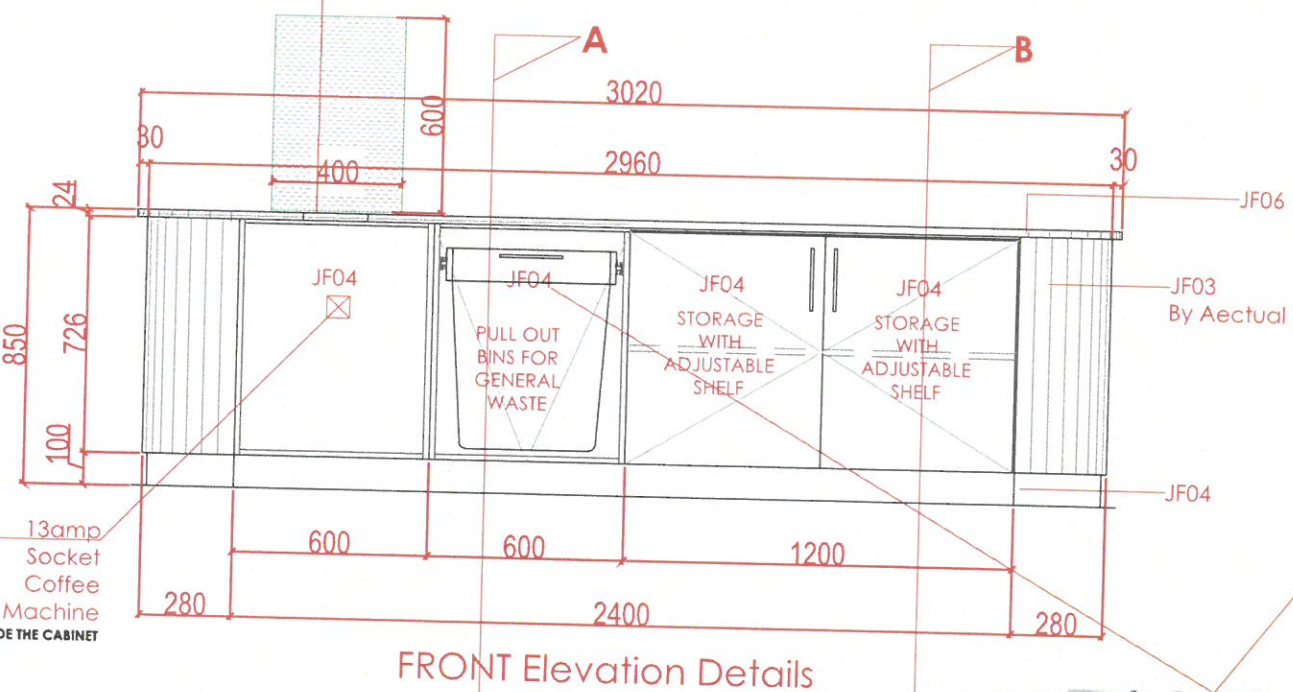 A
B
3020
600
30
2960
30
400
24
JF06
JF04
JF04
JF04
JF04
JF03
By Aectual
850
726
PULL OUT
BINS FOR
GENERAL
WASTE
STORAGE
WITH
ADJUSTABLE
SHELF
STORAGE
WITH
ADJUSTABLE
SHELF
100
JF04
13amp
Socket
Coffee
Machine
DE THE CABINET
600
600
1200
280
2400
280
FRONT Elevation Details